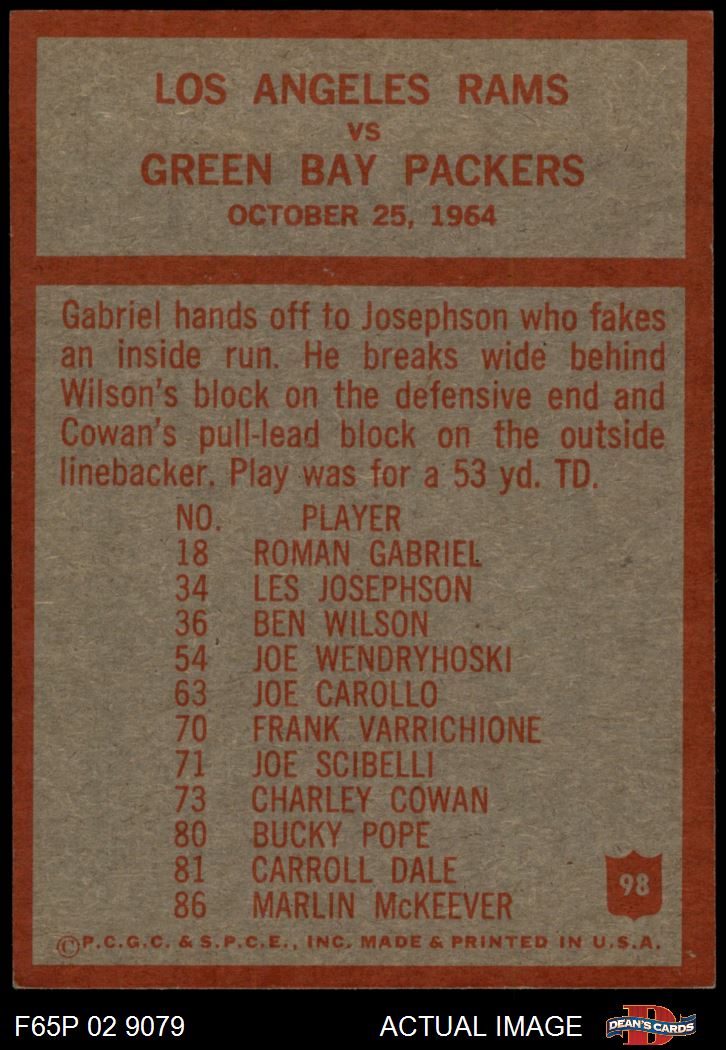 LOS ANGELES RAMS
VS
GREEN BAY PACKERS
OCTOBER 25, 1964
Gabriel hands off to Josephson who fakes
an inside run. He breaks wide behind
Wilson's block on the defensive end and
Cowan's pull-lead block on the outside
linebacker. Play was for a 53 yd. TD.
NO. PLAYER
18 ROMAN GABRIEL
34 LES JOSEPHSON
36 BEN WILSON
54 JOE WENDRYHOSKI
63 JOE CAROLLO
70 FRANK VARRICHIONE
71 JOE SCIBELLI
73 CHARLEY COWAN
80 BUCKY POPE
81 CARROLL DALE
86 MARLIN McKEEVER
98
©P.C.G.C. & S.P.C.E., INC. MADE & PRINTED IN U.S.A.
F65P 02 9079 ACTUAL IMAGE
D
DEAN'S CARDS